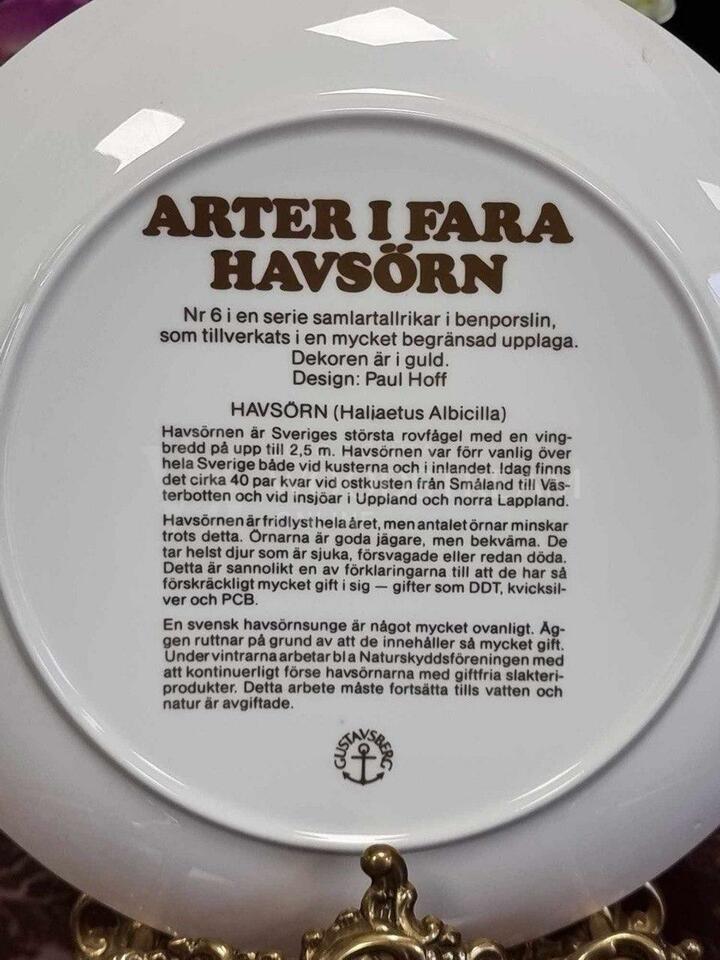 ARTER I FARA
HAVSÖRN
Nr 6 i en serie samlartallrikar i benporslin,
som tillverkats i en mycket begränsad upplaga.
Dekoren är i guld.
Design: Paul Hoff
HAVSÖRN (Haliaetus Albicilla)
Havsörnen är Sveriges största rovfågel med en ving-
bredd på upp till 2,5 m. Havsörnen var förr vanlig över
hela Sverige både vid kusterna och i inlandet. Idag finns
det cirka 40 par kvar vid ostkusten från Småland till Väs-
terbotten och vid insjöar i Uppland och norra Lappland.
Havsörnen är fridlyst hela året, men antalet örnar minskar
trots detta. Örnarna är goda jägare, men bekväma. De
tar helst djur som är sjuka, försvagade eller redan döda.
Detta är sannolikt en av förklaringarna till att de har så
förskräckligt mycket gift i sig — gifter som DDT, kvicksil-
ver och PCB.
En svensk havsörnsunge är något mycket ovanligt. Äg-
gen ruttnar på grund av att de innehåller så mycket gift.
Under vintrarna arbetar bl a Naturskyddsföreningen med
att kontinuerligt förse havsörnarna med giftfria slakteri-
produkter. Detta arbete måste fortsätta tills vatten och
natur är avgiftade.
GUSTAVSBERG